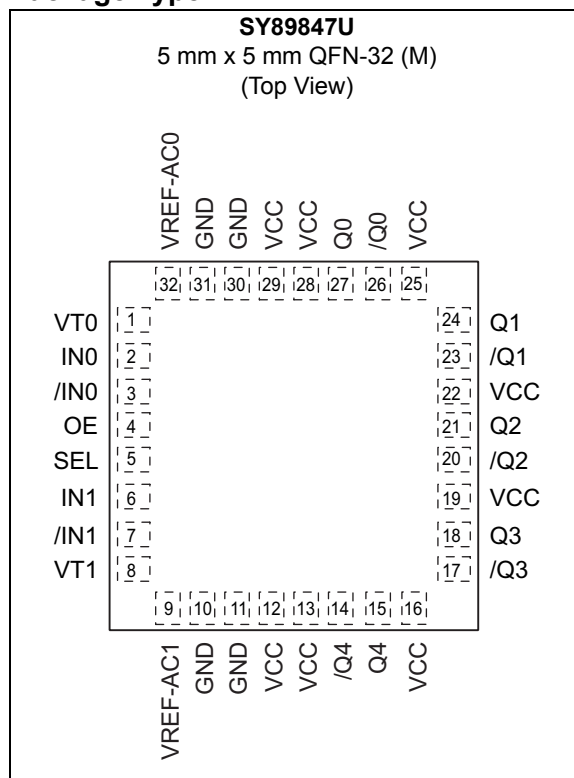 SY89847U
5 mm x 5 mm QFN-32 (M)
(Top View)
VREF-AC0 GND GND VCC VCC Q0 /Q0 VCC
32 31 30 29 28 27 26 25
VT0 1 24 Q1
IN0 2 23 /Q1
/IN0 3 22 VCC
OE 4 21 Q2
SEL 5 20 /Q2
IN1 6 19 VCC
/IN1 7 18 Q3
VT1 8 17 /Q3
9 10 11 12 13 14 15 16
VREF-AC1 GND GND VCC VCC /Q4 Q4 VCC